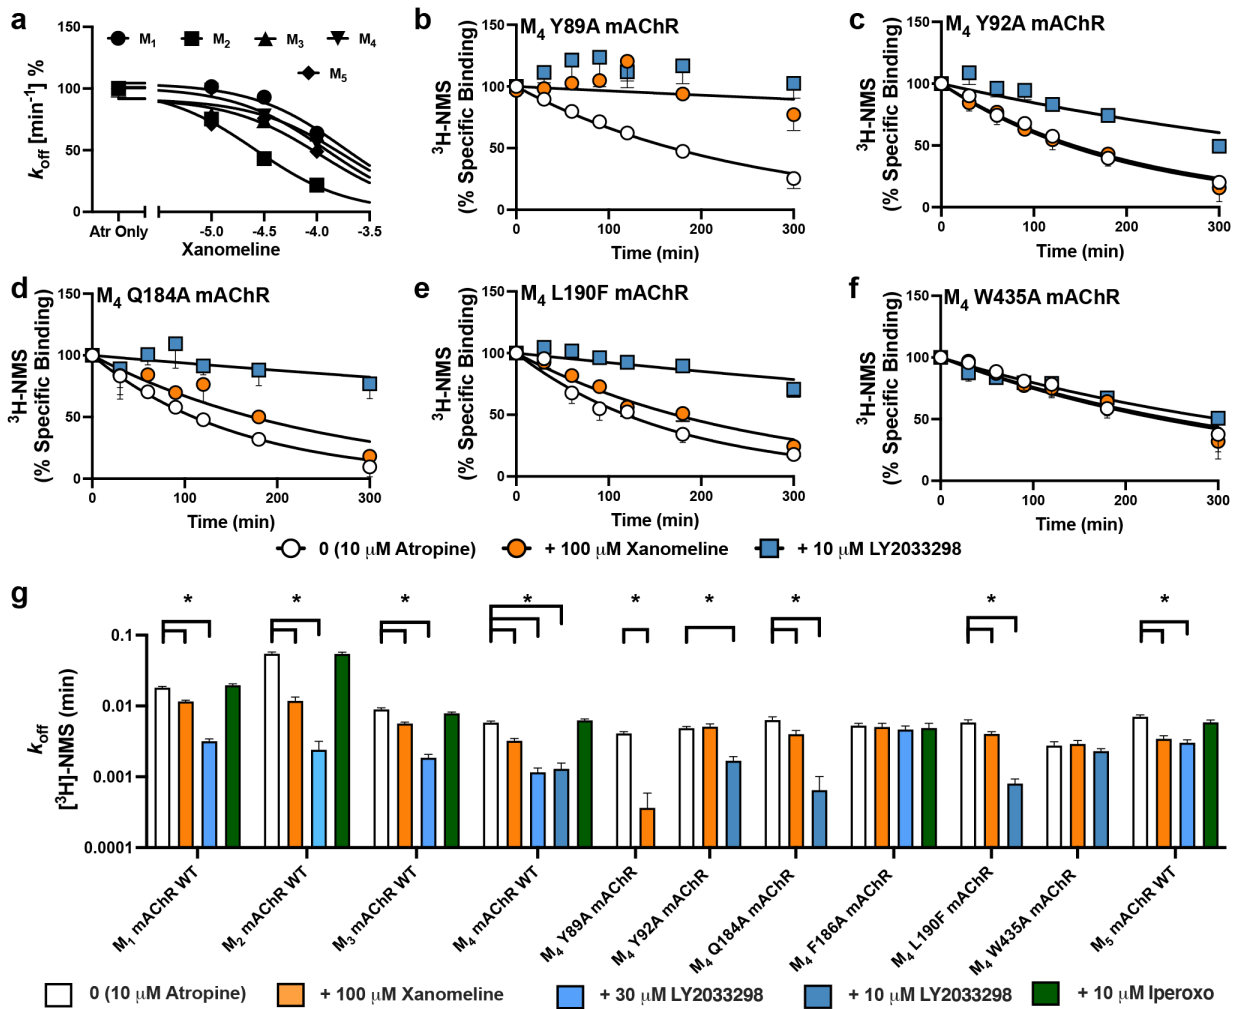 a
k_off [min⁻¹] %
150
100
50
0
M₁ M₂ M₃ M₄
M₅
Atr Only -5.0 -4.5 -4.0 -3.5
Xanomeline
b
M₄ Y89A mAChR
³H-NMS
(% Specific Binding)
150
100
50
0
0 100 200 300
Time (min)
c
M₄ Y92A mAChR
³H-NMS
(% Specific Binding)
150
100
50
0
0 100 200 300
Time (min)
d
M₄ Q184A mAChR
³H-NMS
(% Specific Binding)
150
100
50
0
0 100 200 300
Time (min)
e
M₄ L190F mAChR
³H-NMS
(% Specific Binding)
150
100
50
0
0 100 200 300
Time (min)
f
M₄ W435A mAChR
³H-NMS
(% Specific Binding)
150
100
50
0
0 100 200 300
Time (min)
0 (10 μM Atropine) + 100 μM Xanomeline + 10 μM LY2033298
g
k_off
[³H]-NMS (min)
0.1
0.01
0.001
0.0001
* * * * * * * * *
M₁ mAChR WT
M₂ mAChR WT
M₃ mAChR WT
M₄ mAChR WT
M₄ Y89A mAChR
M₄ Y92A mAChR
M₄ Q184A mAChR
M₄ F186A mAChR
M₄ L190F mAChR
M₄ W435A mAChR
M₅ mAChR WT
0 (10 μM Atropine) + 100 μM Xanomeline + 30 μM LY2033298 + 10 μM LY2033298 + 10 μM Iperoxo